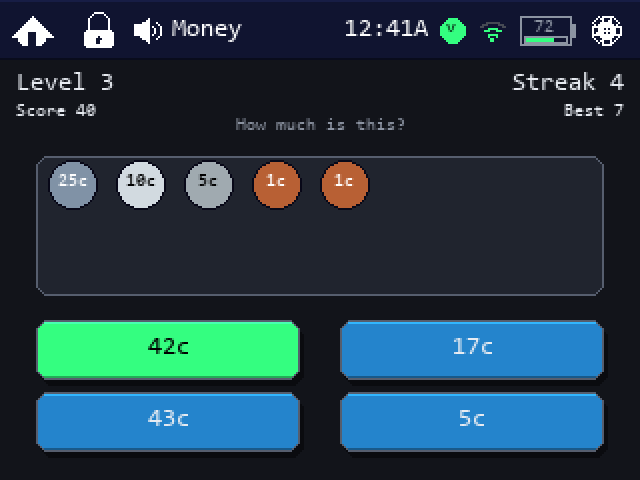 Money 12:41A V 72
Level 3 Streak 4
Score 40 Best 7
How much is this?
25c 10c 5c 1c 1c
42c 17c
43c 5c